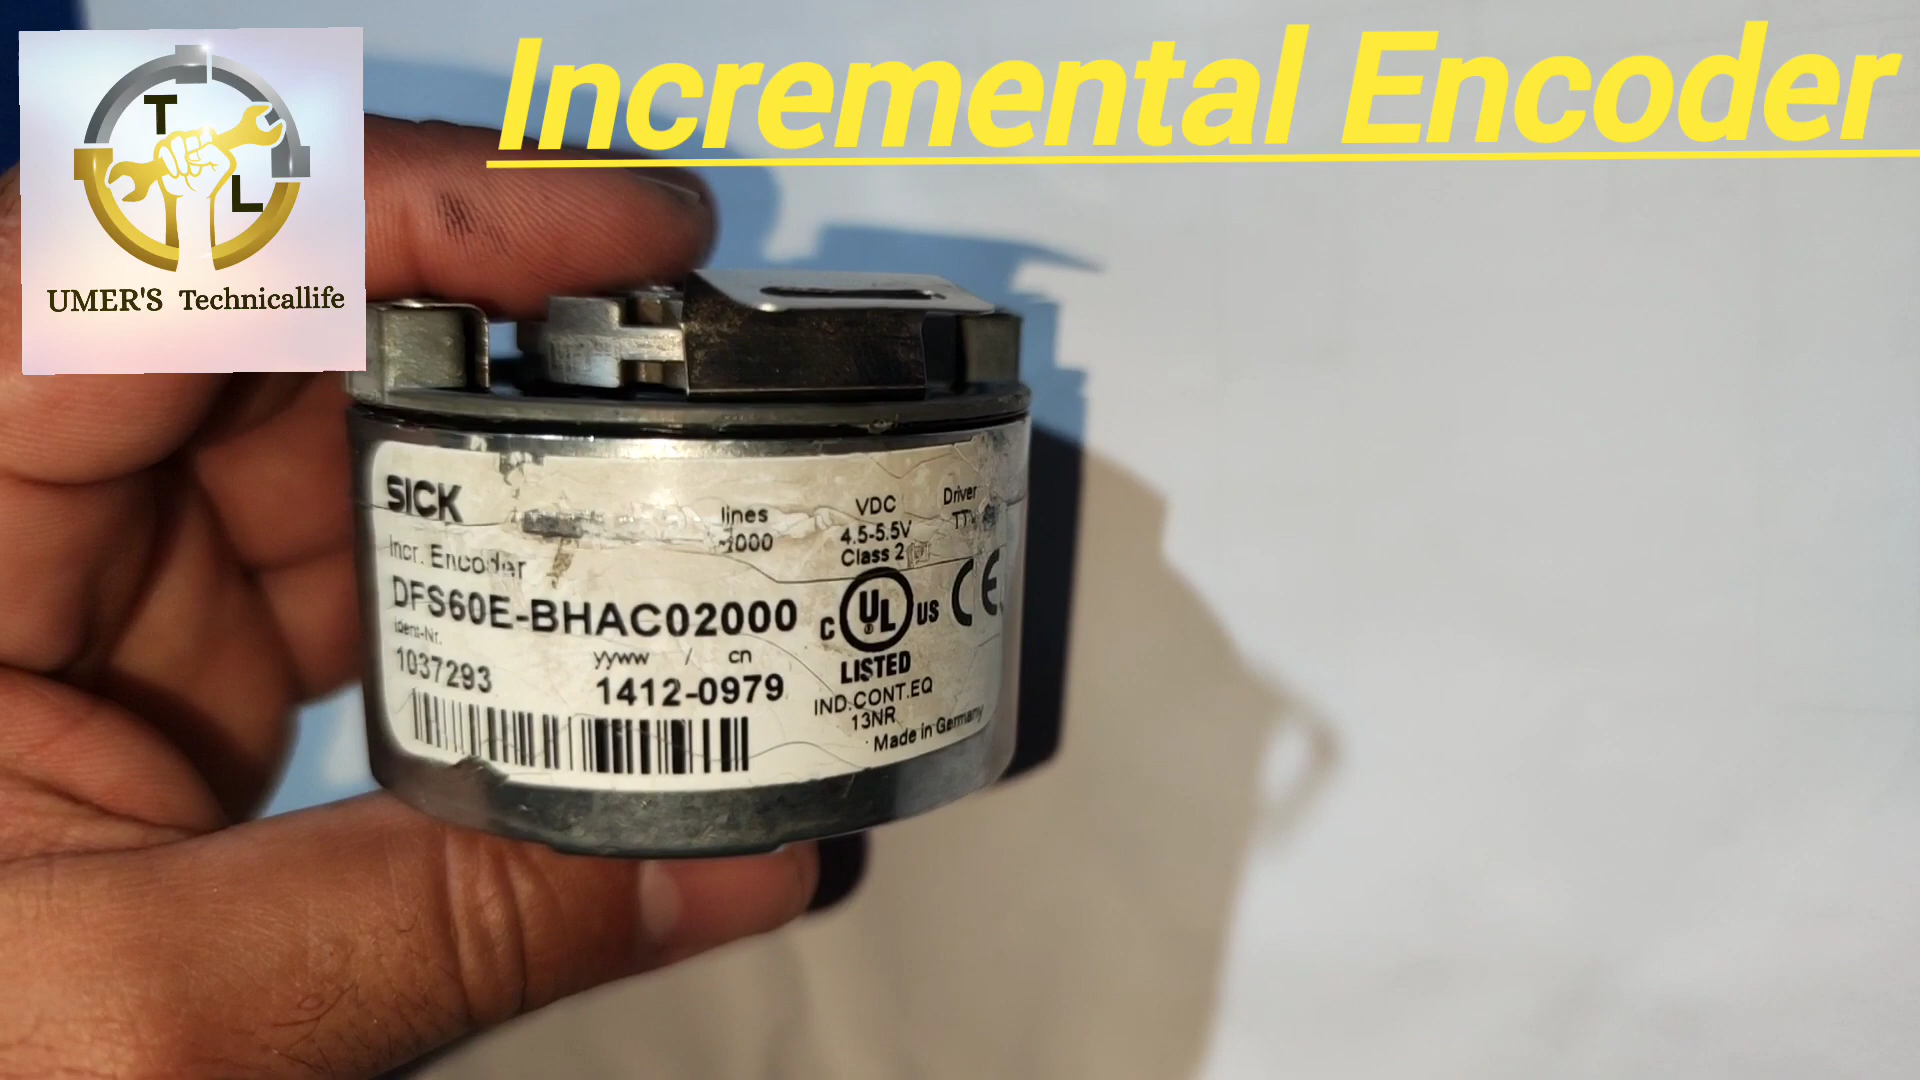 Incremental Encoder
T
L
UMER'S Technicallife
SICK
lines
VDC
4.5-5.5V
Class 2
Driver
Incr. Encoder
DFS60E-BHAC02000
Ident-Nr.
1037293
yyww / cn
1412-0979
C UL US CE
LISTED
IND.CONT.EQ
13NR
Made in Germany